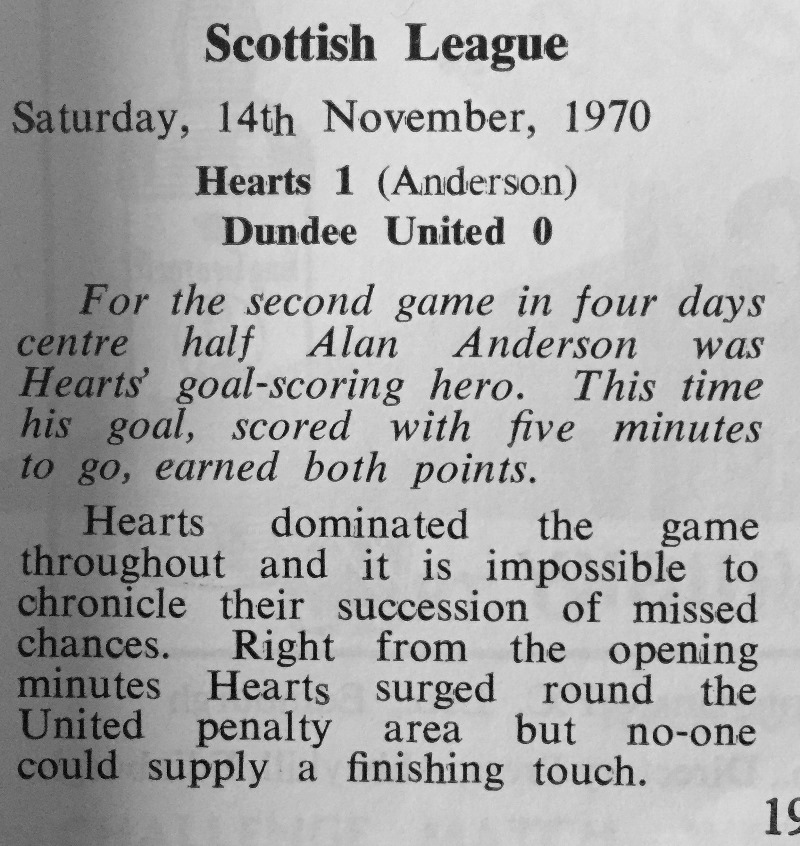 Scottish League
Saturday, 14th November, 1970
Hearts 1 (Anderson)
Dundee United 0
For the second game in four days
centre half Alan Anderson was
Hearts' goal-scoring hero. This time
his goal, scored with five minutes
to go, earned both points.
Hearts dominated the game
throughout and it is impossible to
chronicle their succession of missed
chances. Right from the opening
minutes Hearts surged round the
United penalty area but no-one
could supply a finishing touch.